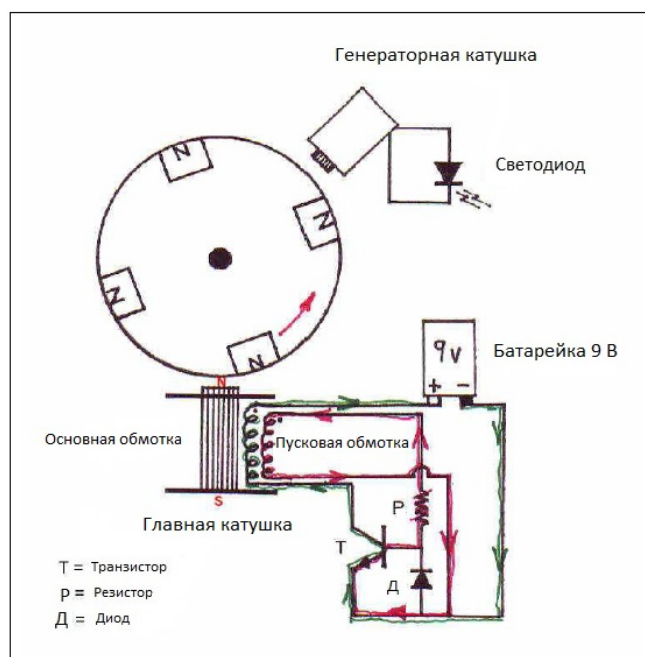 Генераторная катушка
N
Светодиод
N
N
N
9V
+ -
Батарейка 9 В
N
Основная обмотка
Пусковая обмотка
S
Главная катушка
Р
Т
Д
Т = Транзистор
Р = Резистор
Д = Диод